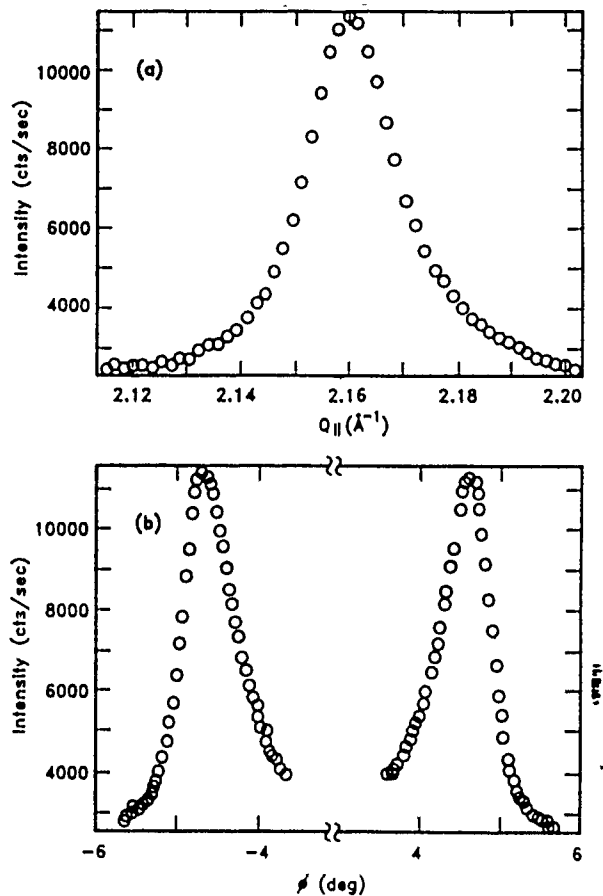 (a)
Intensity (cts/sec)
10000
8000
6000
4000
2.12 2.14 2.16 2.18 2.20
Q|| (Å⁻¹)
(b)
Intensity (cts/sec)
10000
8000
6000
4000
-6 -4 4 6
ϕ (deg)